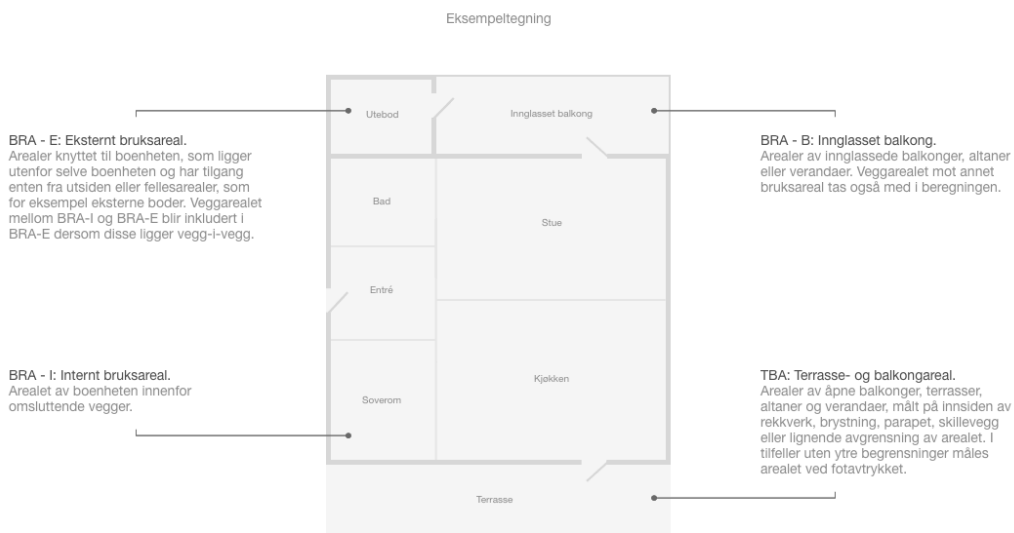 Eksempeltegning
Utebod
Innglasset balkong
BRA - E: Eksternt bruksareal.
Arealer knyttet til boenheten, som ligger
utenfor selve boenheten og har tilgang
enten fra utsiden eller fellesarealer, som
for eksempel eksterne boder. Veggarealet
mellom BRA-I og BRA-E blir inkludert i
BRA-E dersom disse ligger vegg-i-vegg.
BRA - B: Innglasset balkong.
Arealer av innglassede balkonger, altaner
eller verandaer. Veggarealet mot annet
bruksareal tas også med i beregningen.
Bad
Stue
Entré
BRA - I: Internt bruksareal.
Arealet av boenheten innenfor
omsluttende vegger.
Kjøkken
Soverom
TBA: Terrasse- og balkongareal.
Arealer av åpne balkonger, terrasser,
altaner og verandaer, målt på innsiden av
rekkverk, brystning, parapet, skillevegg
eller lignende avgrensning av arealet. I
tilfeller uten ytre begrensninger måles
arealet ved fotavtrykket.
Terrasse